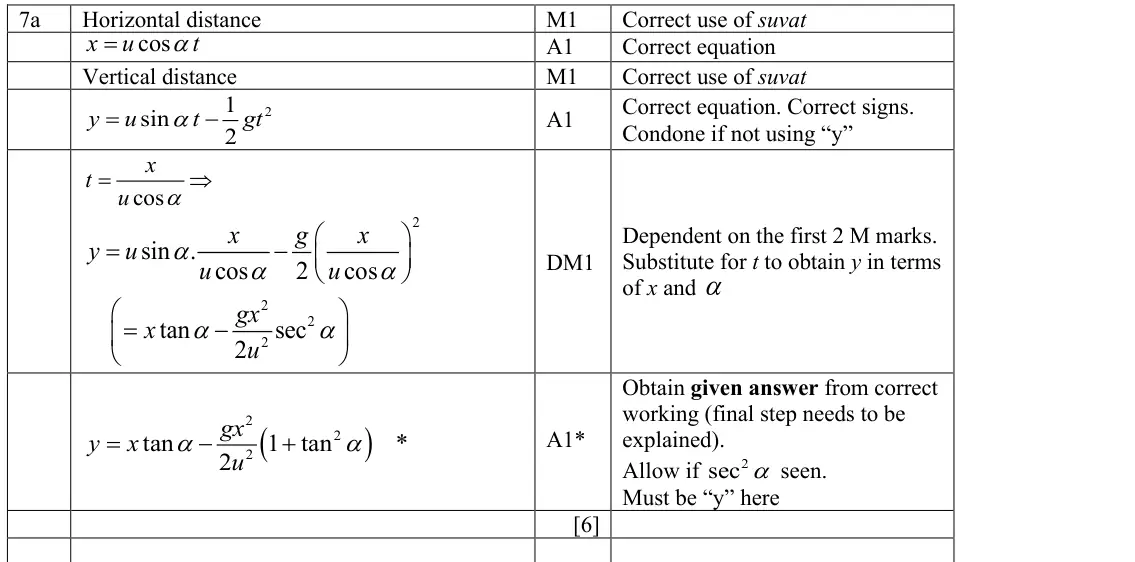 7a Horizontal distance M1 Correct use of suvat
x = u cos α t A1 Correct equation
Vertical distance M1 Correct use of suvat
y = u sin α t − 1/2 gt² A1 Correct equation. Correct signs.
Condone if not using “y”
t = x/(u cos α) ⇒
y = u sin α. x/(u cos α) − g/2 (x/(u cos α))²
(= x tan α − gx²/2u² sec² α)
DM1
Dependent on the first 2 M marks.
Substitute for t to obtain y in terms
of x and α
y = x tan α − gx²/2u² (1 + tan² α) *
A1*
Obtain given answer from correct
working (final step needs to be
explained).
Allow if sec² α seen.
Must be “y” here
[6]